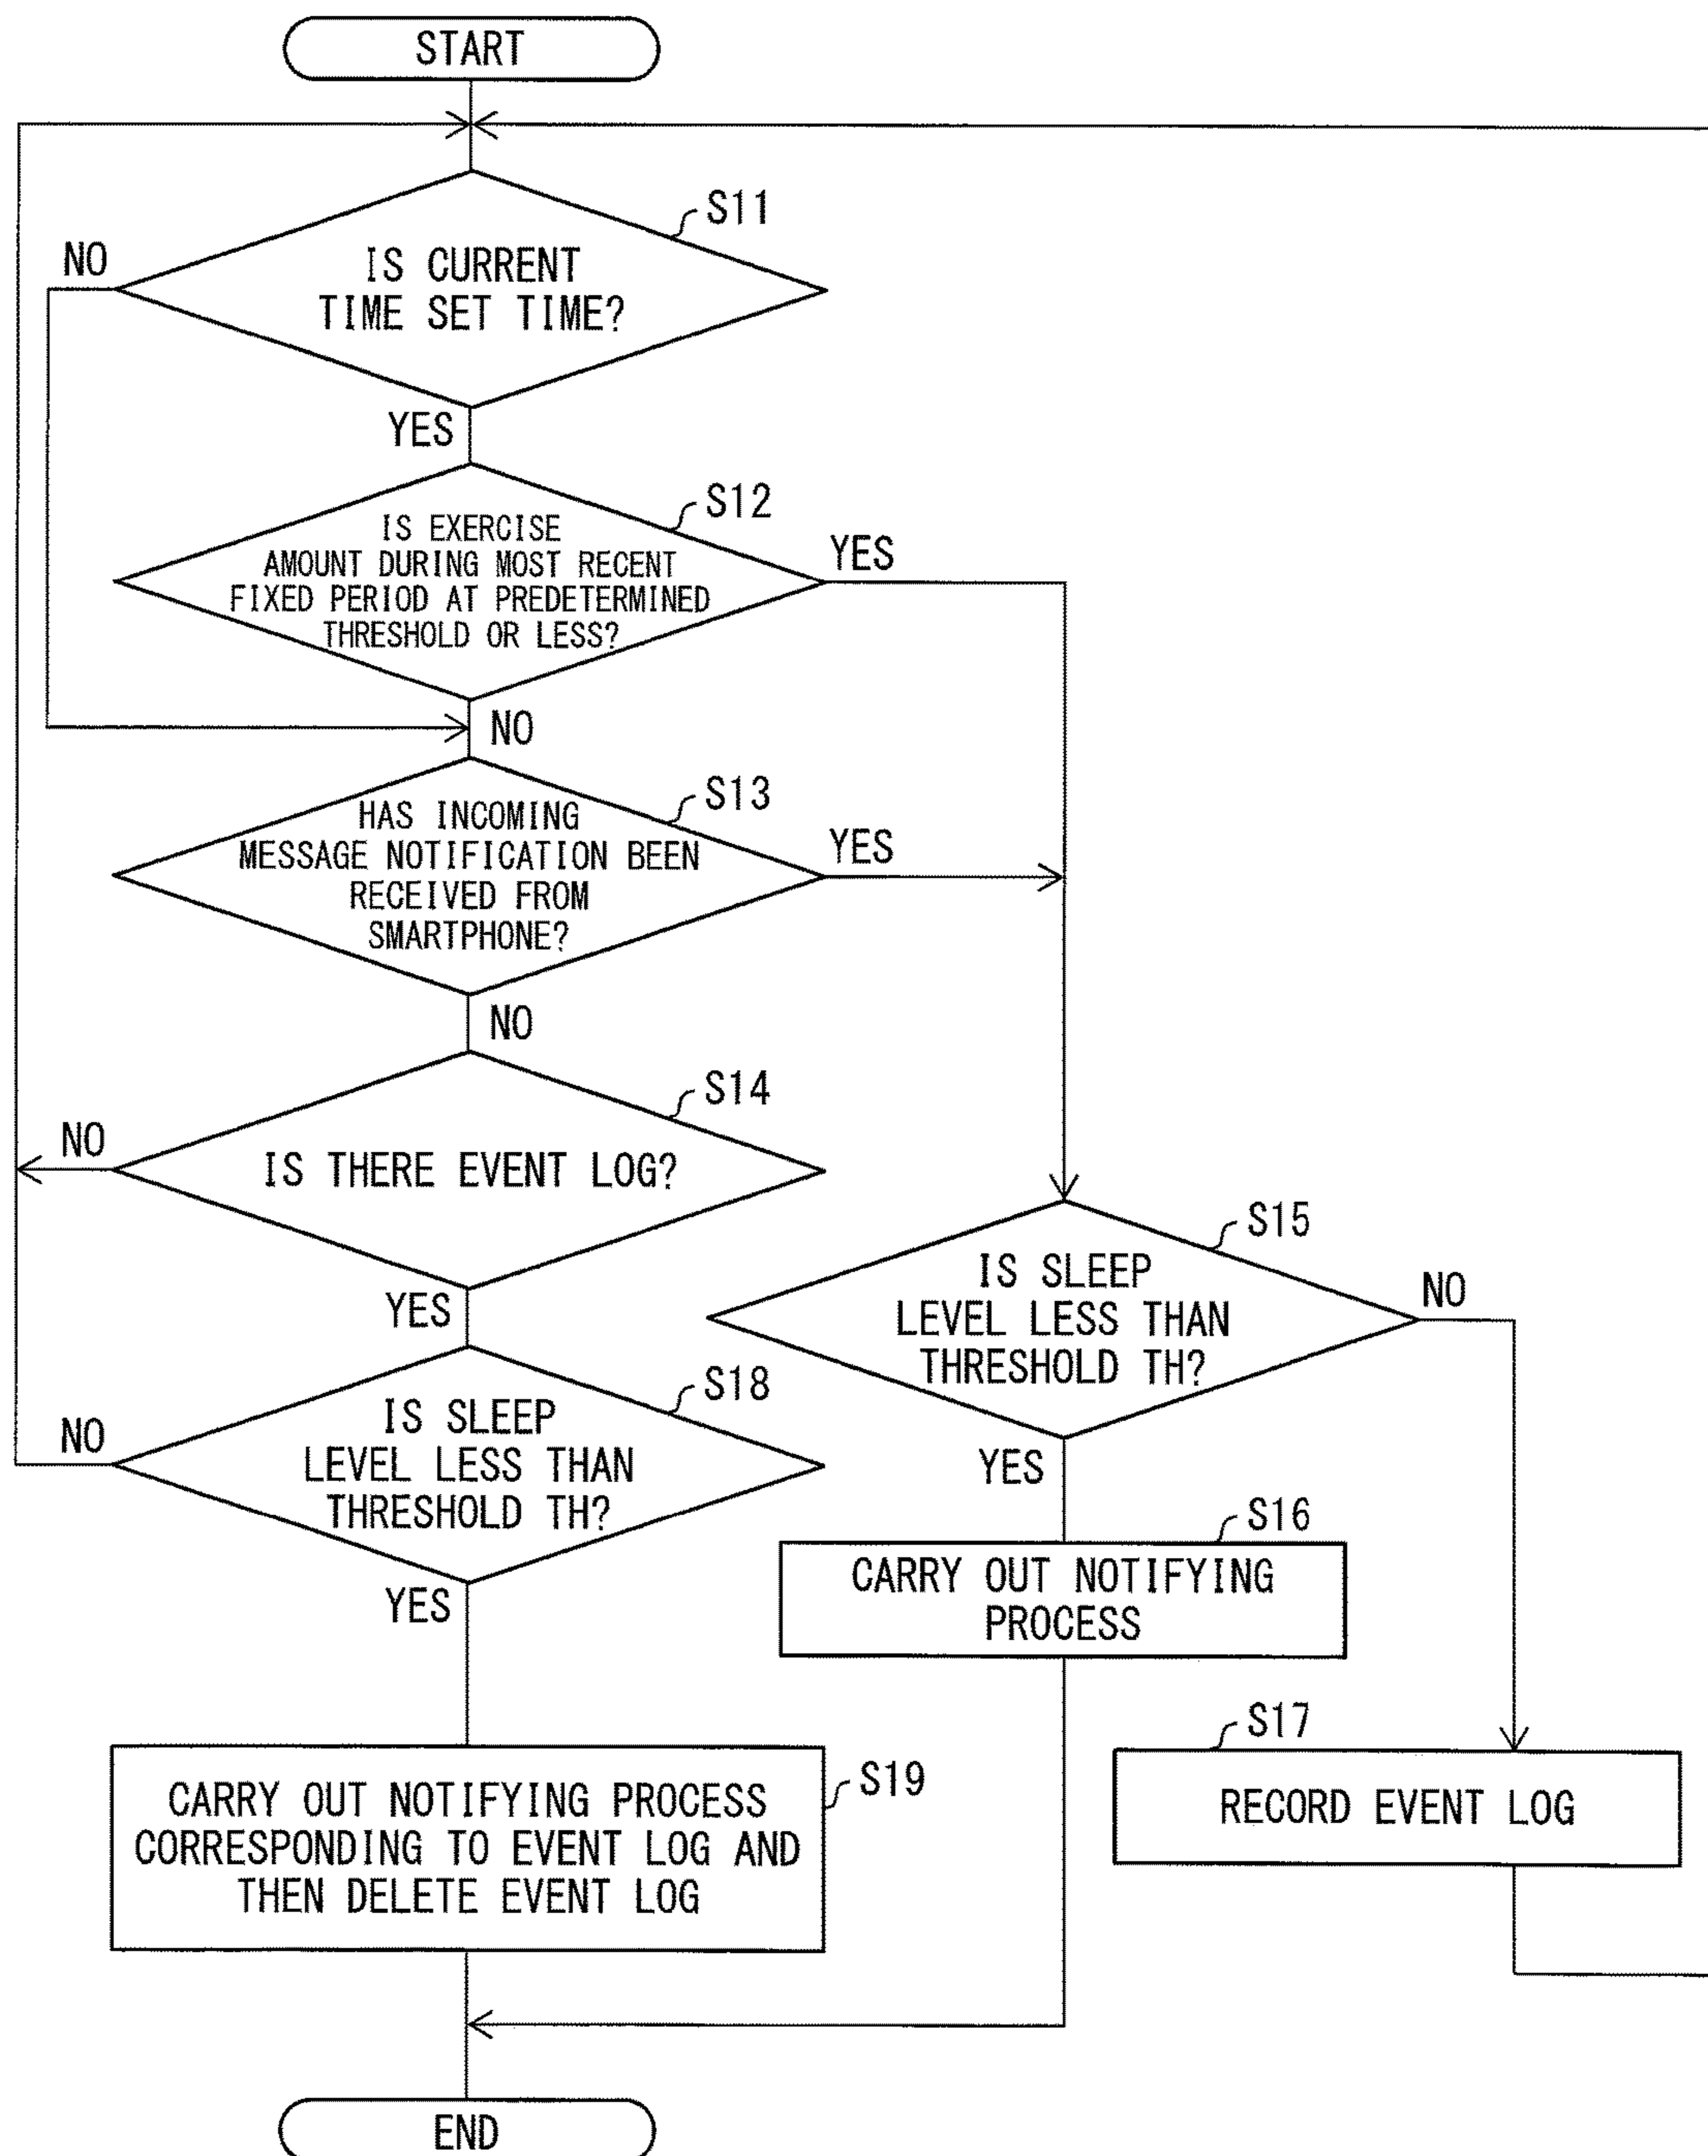 START
S11
NO
IS CURRENT
TIME SET TIME?
YES
S12
IS EXERCISE
AMOUNT DURING MOST RECENT
FIXED PERIOD AT PREDETERMINED
THRESHOLD OR LESS?
YES
NO
S13
HAS INCOMING
MESSAGE NOTIFICATION BEEN
RECEIVED FROM
SMARTPHONE?
YES
NO
S14
NO
IS THERE EVENT LOG?
YES
S15
IS SLEEP
LEVEL LESS THAN
THRESHOLD TH?
NO
YES
S18
NO
IS SLEEP
LEVEL LESS THAN
THRESHOLD TH?
YES
S16
CARRY OUT NOTIFYING
PROCESS
S17
RECORD EVENT LOG
S19
CARRY OUT NOTIFYING PROCESS
CORRESPONDING TO EVENT LOG AND
THEN DELETE EVENT LOG
END